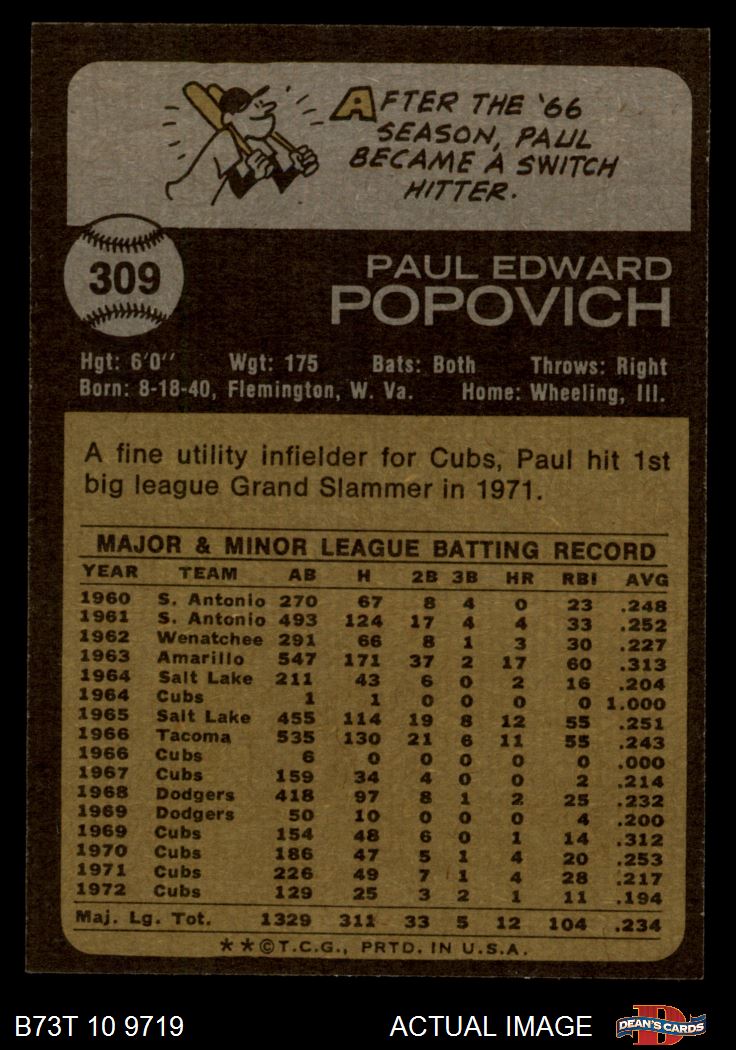 AFTER THE '66
SEASON, PAUL
BECAME A SWITCH
HITTER.
309
PAUL EDWARD
POPOVICH
Hgt: 6'0" Wgt: 175 Bats: Both Throws: Right
Born: 8-18-40, Flemington, W. Va. Home: Wheeling, Ill.
A fine utility infielder for Cubs, Paul hit 1st
big league Grand Slammer in 1971.
MAJOR & MINOR LEAGUE BATTING RECORD
YEAR TEAM AB H 2B 3B HR RBI AVG
1960 S. Antonio 270 67 8 4 0 23 .248
1961 S. Antonio 493 124 17 4 4 33 .252
1962 Wenatchee 291 66 8 1 3 30 .227
1963 Amarillo 547 171 37 2 17 60 .313
1964 Salt Lake 211 43 6 0 2 16 .204
1964 Cubs 1 1 0 0 0 0 1.000
1965 Salt Lake 455 114 19 8 12 55 .251
1966 Tacoma 535 130 21 6 11 55 .243
1966 Cubs 6 0 0 0 0 0 .000
1967 Cubs 159 34 4 0 0 2 .214
1968 Dodgers 418 97 8 1 2 25 .232
1969 Dodgers 50 10 0 0 0 4 .200
1969 Cubs 154 48 6 0 1 14 .312
1970 Cubs 186 47 5 1 4 20 .253
1971 Cubs 226 49 7 1 4 28 .217
1972 Cubs 129 25 3 2 1 11 .194
Maj. Lg. Tot. 1329 311 33 5 12 104 .234
**©T.C.G., PRTD. IN U.S.A.
B73T 10 9719 ACTUAL IMAGE D DEAN'S CARDS